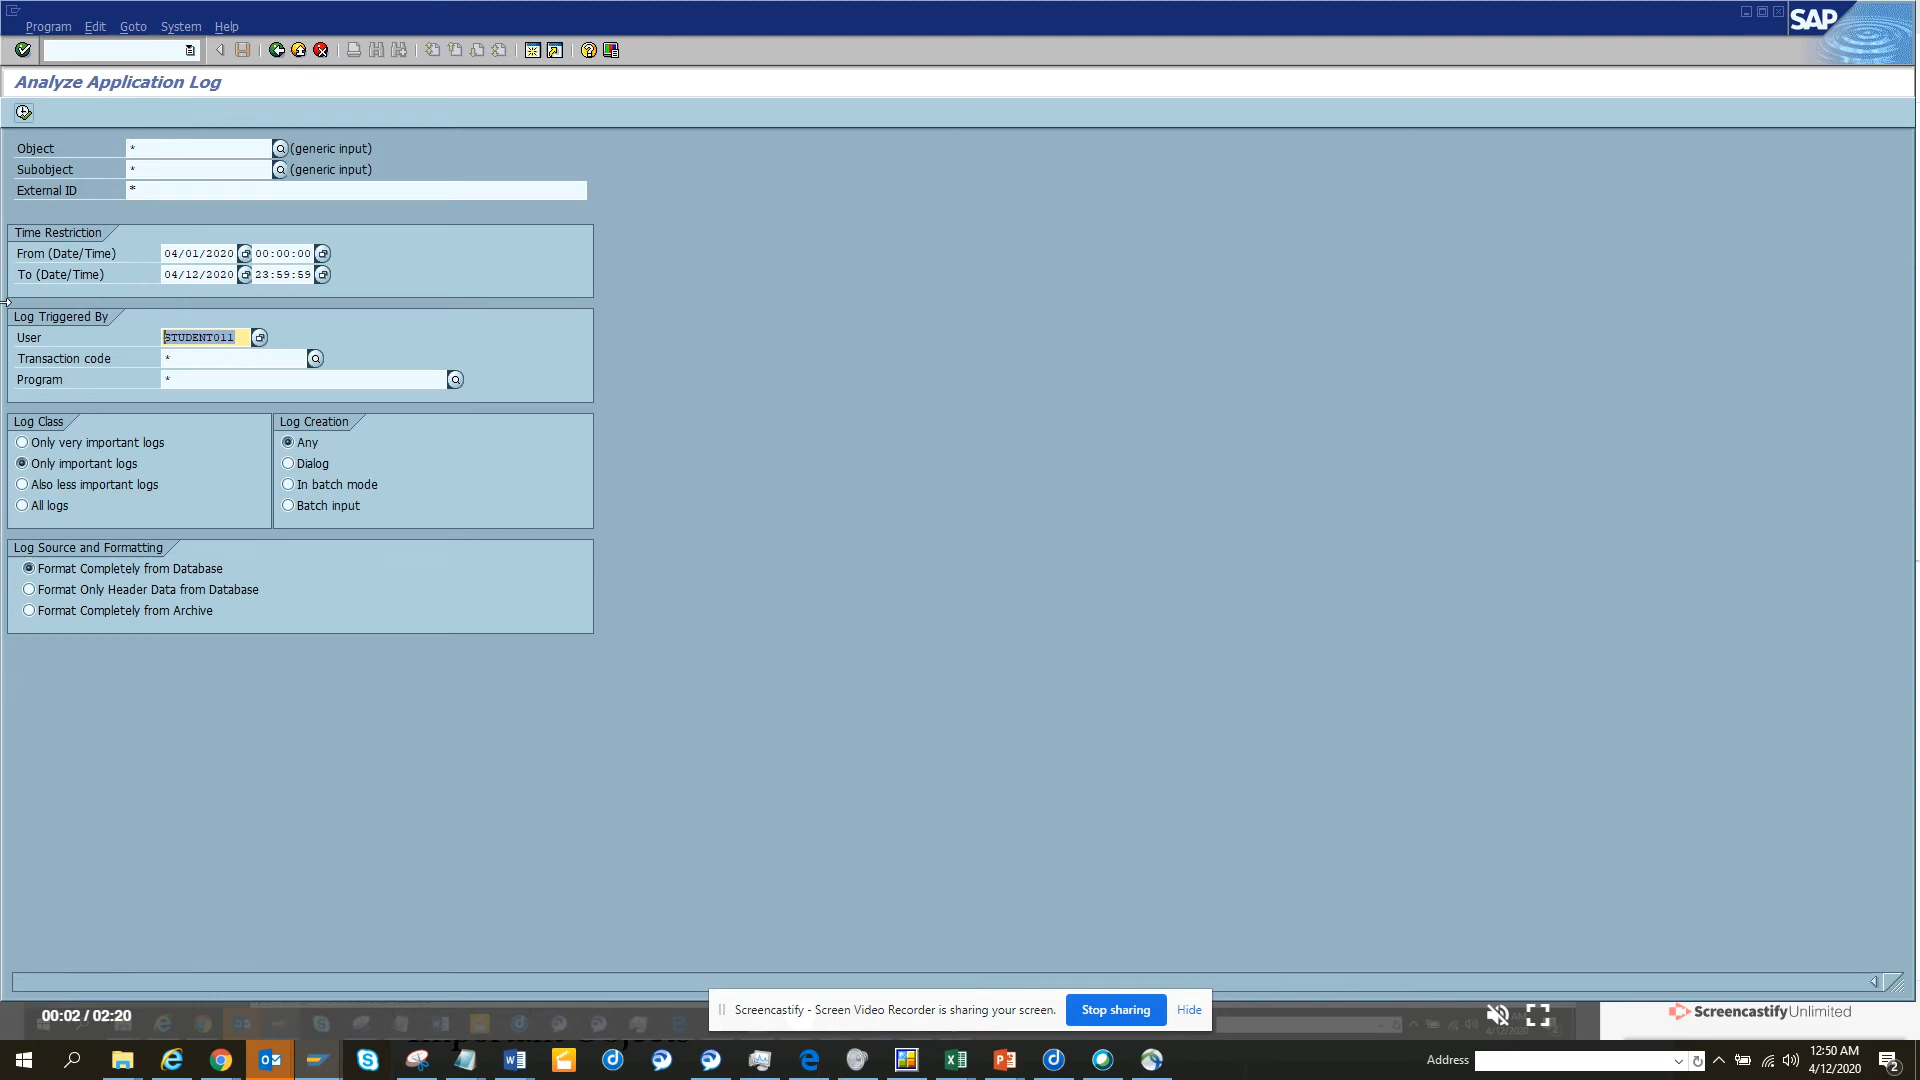 Program Edit Goto System Help
SAP
Analyze Application Log
Object * (generic input)
Subobject * (generic input)
External ID *
Time Restriction
From (Date/Time) 04/01/2020 00:00:00
To (Date/Time) 04/12/2020 23:59:59
Log Triggered By
User STUDENT011
Transaction code *
Program *
Log Class
Only very important logs
Only important logs
Also less important logs
All logs
Log Creation
Any
Dialog
In batch mode
Batch input
Log Source and Formatting
Format Completely from Database
Format Only Header Data from Database
Format Completely from Archive
00:02 / 02:20
Screencastify - Screen Video Recorder is sharing your screen. Stop sharing Hide
Screencastify Unlimited
Address
12:50 AM
4/12/2020
2